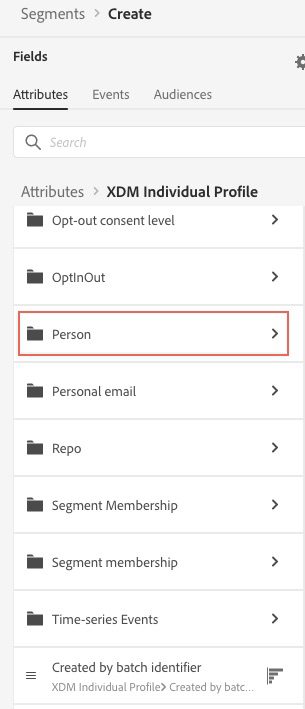 Segments > Create
Fields
Attributes Events Audiences
Search
Attributes > XDM Individual Profile
Opt-out consent level
OptInOut
Person
Personal email
Repo
Segment Membership
Segment membership
Time-series Events
Created by batch identifier
XDM Individual Profile> Created by batc...